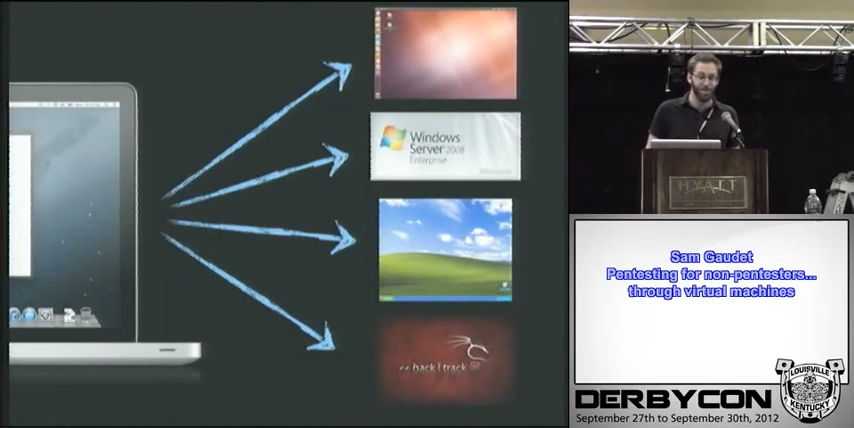 Windows
Server 2008
Enterprise
<< back | track
HYATT
Sam Gaudet
Pentesting for non-pentesters...
through virtual machines
LOUISVILLE
KENTUCKY
DERBYCON
September 27th to September 30th, 2012